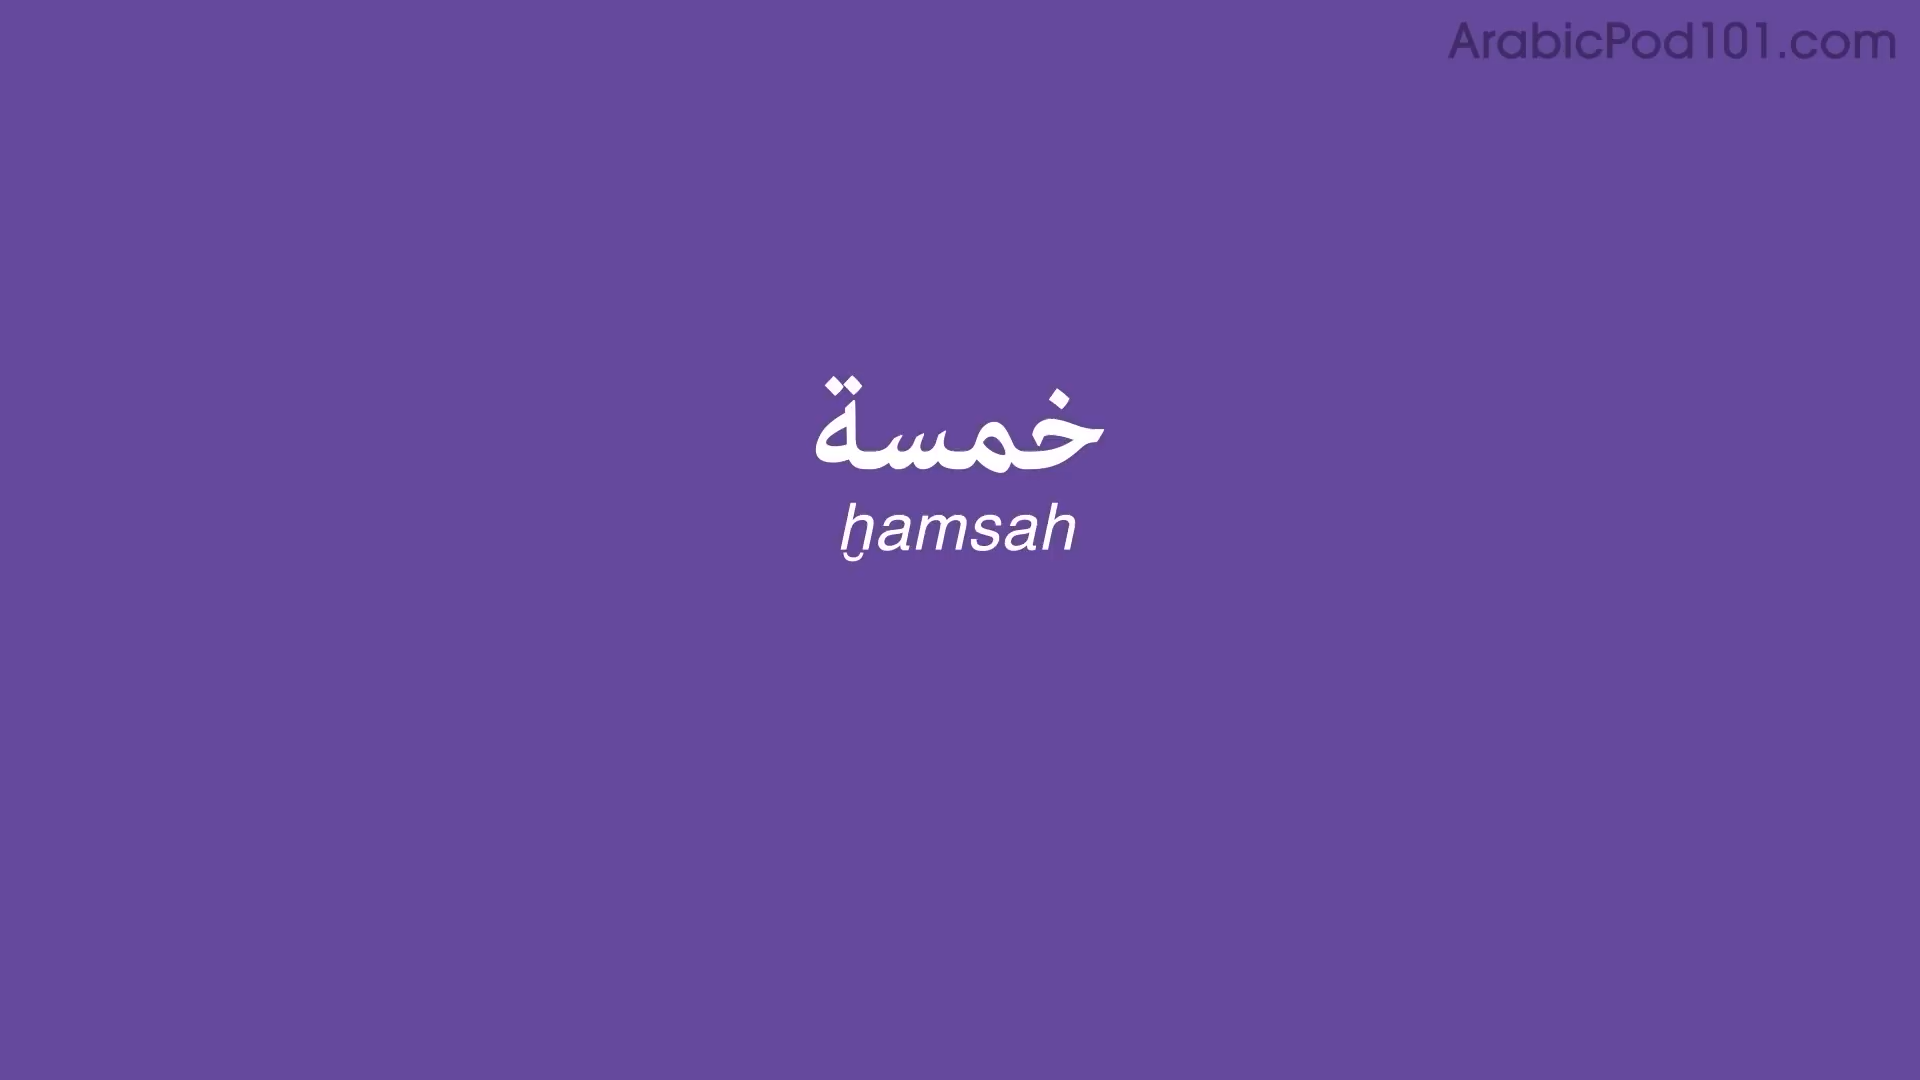 ArabicPod101.com
خمسة
ḫamsah